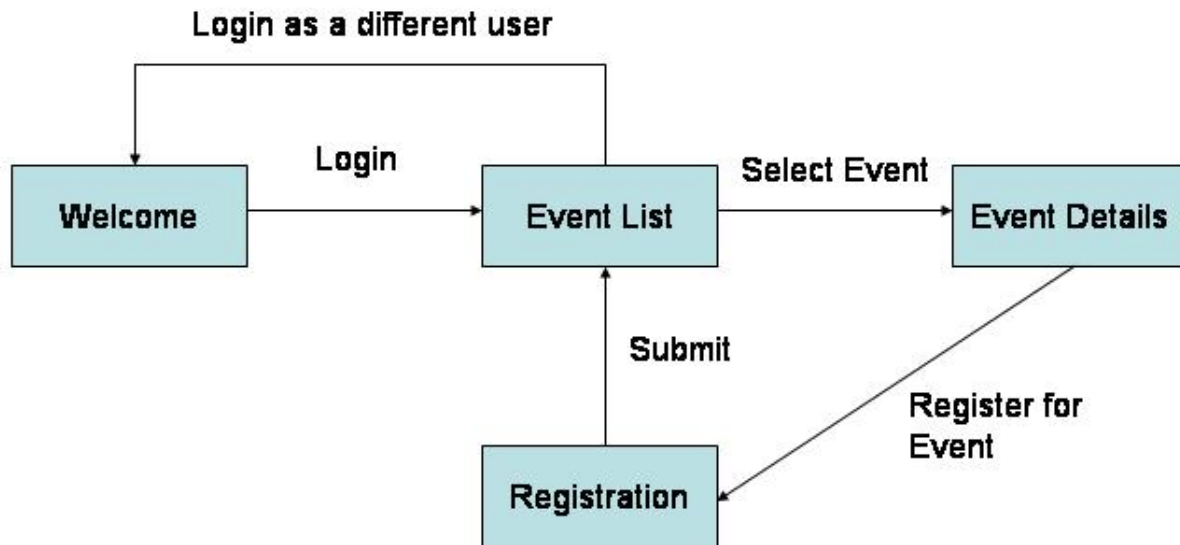 Login as a different user
Login
Select Event
Welcome
Event List
Event Details
Submit
Register for
Event
Registration